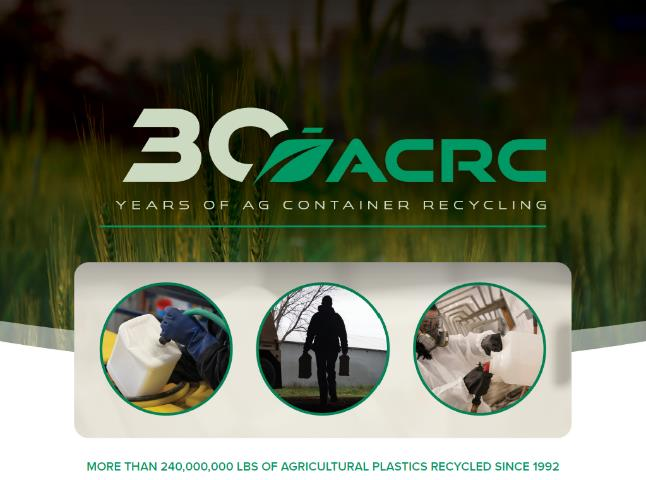 30 ACRC
YEARS OF AG CONTAINER RECYCLING
MORE THAN 240,000,000 LBS OF AGRICULTURAL PLASTICS RECYCLED SINCE 1992